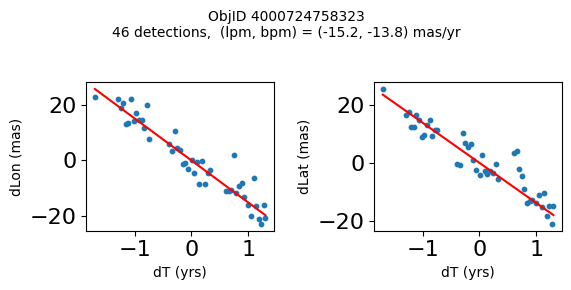 ObjID 4000724758323
46 detections,  (lpm, bpm) = (-15.2, -13.8) mas/yr
dLon (mas)
20
0
−20
−1
0
1
dT (yrs)
dLat (mas)
20
0
−20
−1
0
1
dT (yrs)